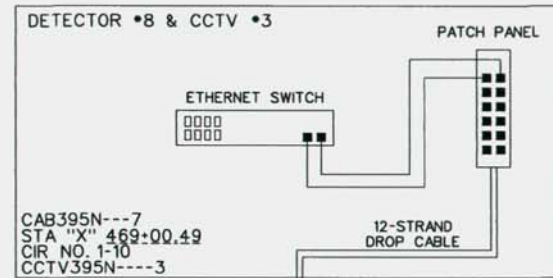 DETECTOR •8 & CCTV •3
PATCH PANEL
ETHERNET SWITCH
12-STRAND
DROP CABLE
CAB395N---7
STA "X" 469+00.49
CIR NO. 1-10
CCTV395N----3